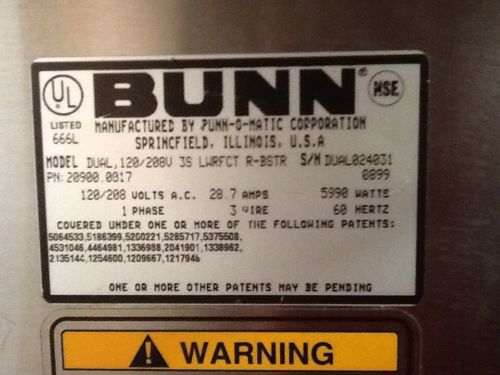 UL
BUNN®
NSF
LISTED
666L
MANUFACTURED BY BUNN-O-MATIC CORPORATION
SPRINGFIELD, ILLINOIS, U.S.A
MODEL DUAL,120/208V 3S LWRFCT R-BSTR S/N DUAL024031
PN:20900.0017 0899
120/208 VOLTS A.C. 28.7 AMPS 5990 WATTS
1 PHASE 3 WIRE 60 HERTZ
COVERED UNDER ONE OR MORE OF THE FOLLOWING PATENTS:
5064533,5186399,5200221,5285717,5375508,
4531046,4464981,1336988,2041901,1338962,
2135144,1254600,1209667,1217946
ONE OR MORE OTHER PATENTS MAY BE PENDING
WARNING